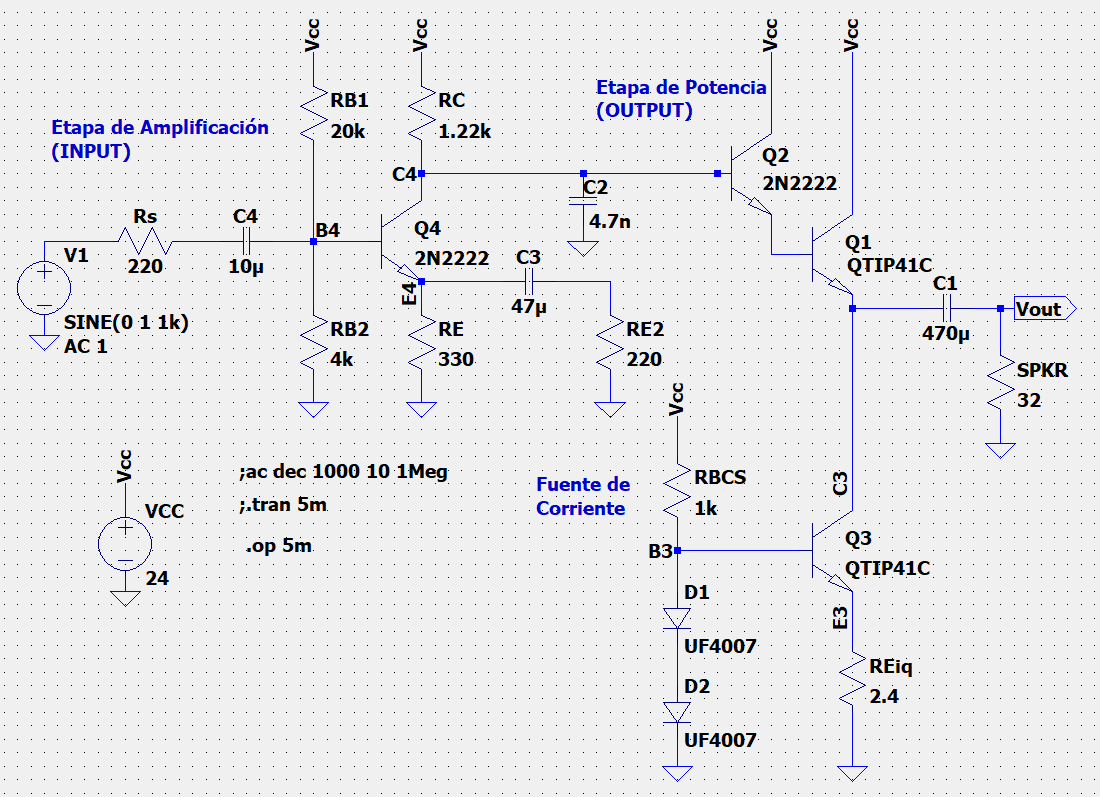 Vcc
Vcc
Vcc
Vcc
Etapa de Potencia
(OUTPUT)
RB1
20k
RC
1.22k
Etapa de Amplificación
(INPUT)
Q2
2N2222
C4
C2
4.7n
Rs
220
C4
10µ
B4
Q4
2N2222
C3
47µ
E4
Q1
QTIP41C
C1
470µ
Vout
V1
SINE(0 1 1k)
AC 1
RB2
4k
RE
330
RE2
220
SPKR
32
Vcc
Vcc
VCC
24
;ac dec 1000 10 1Meg
;.tran 5m
.op 5m
Fuente de
Corriente
RBCS
1k
C3
B3
Q3
QTIP41C
D1
UF4007
E3
D2
UF4007
REiq
2.4